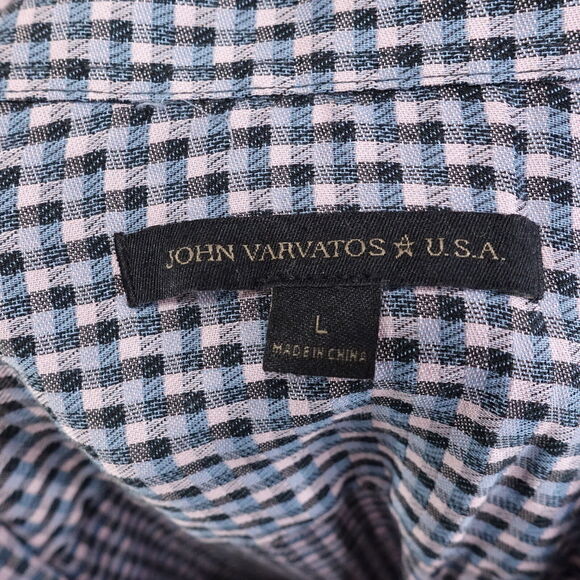 JOHN VARVATOS ☆ U.S.A.
L
MADE IN CHINA